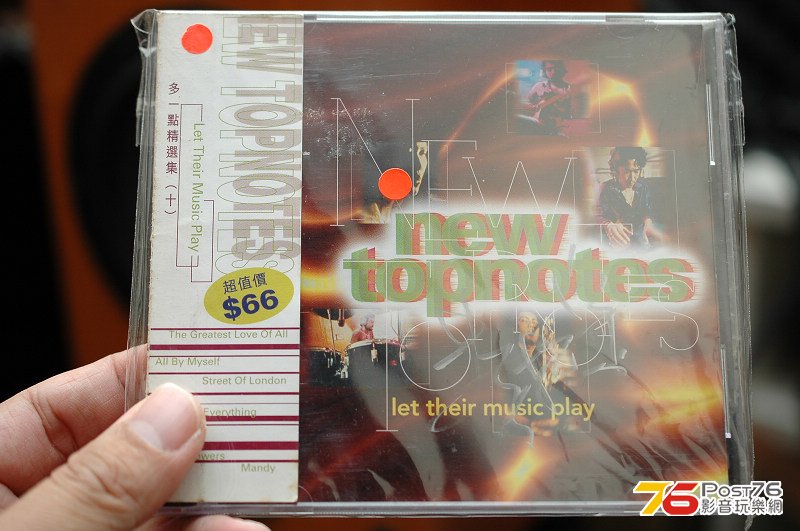 NEW TOPNOTES
多一點精選集(十)
Let Their Music Play
超值價
$66
The Greatest Love Of All
All By Myself
Street Of London
Everything
Mandy
NEW
new
topnotes
let their music play
76 Post76
影音玩樂網